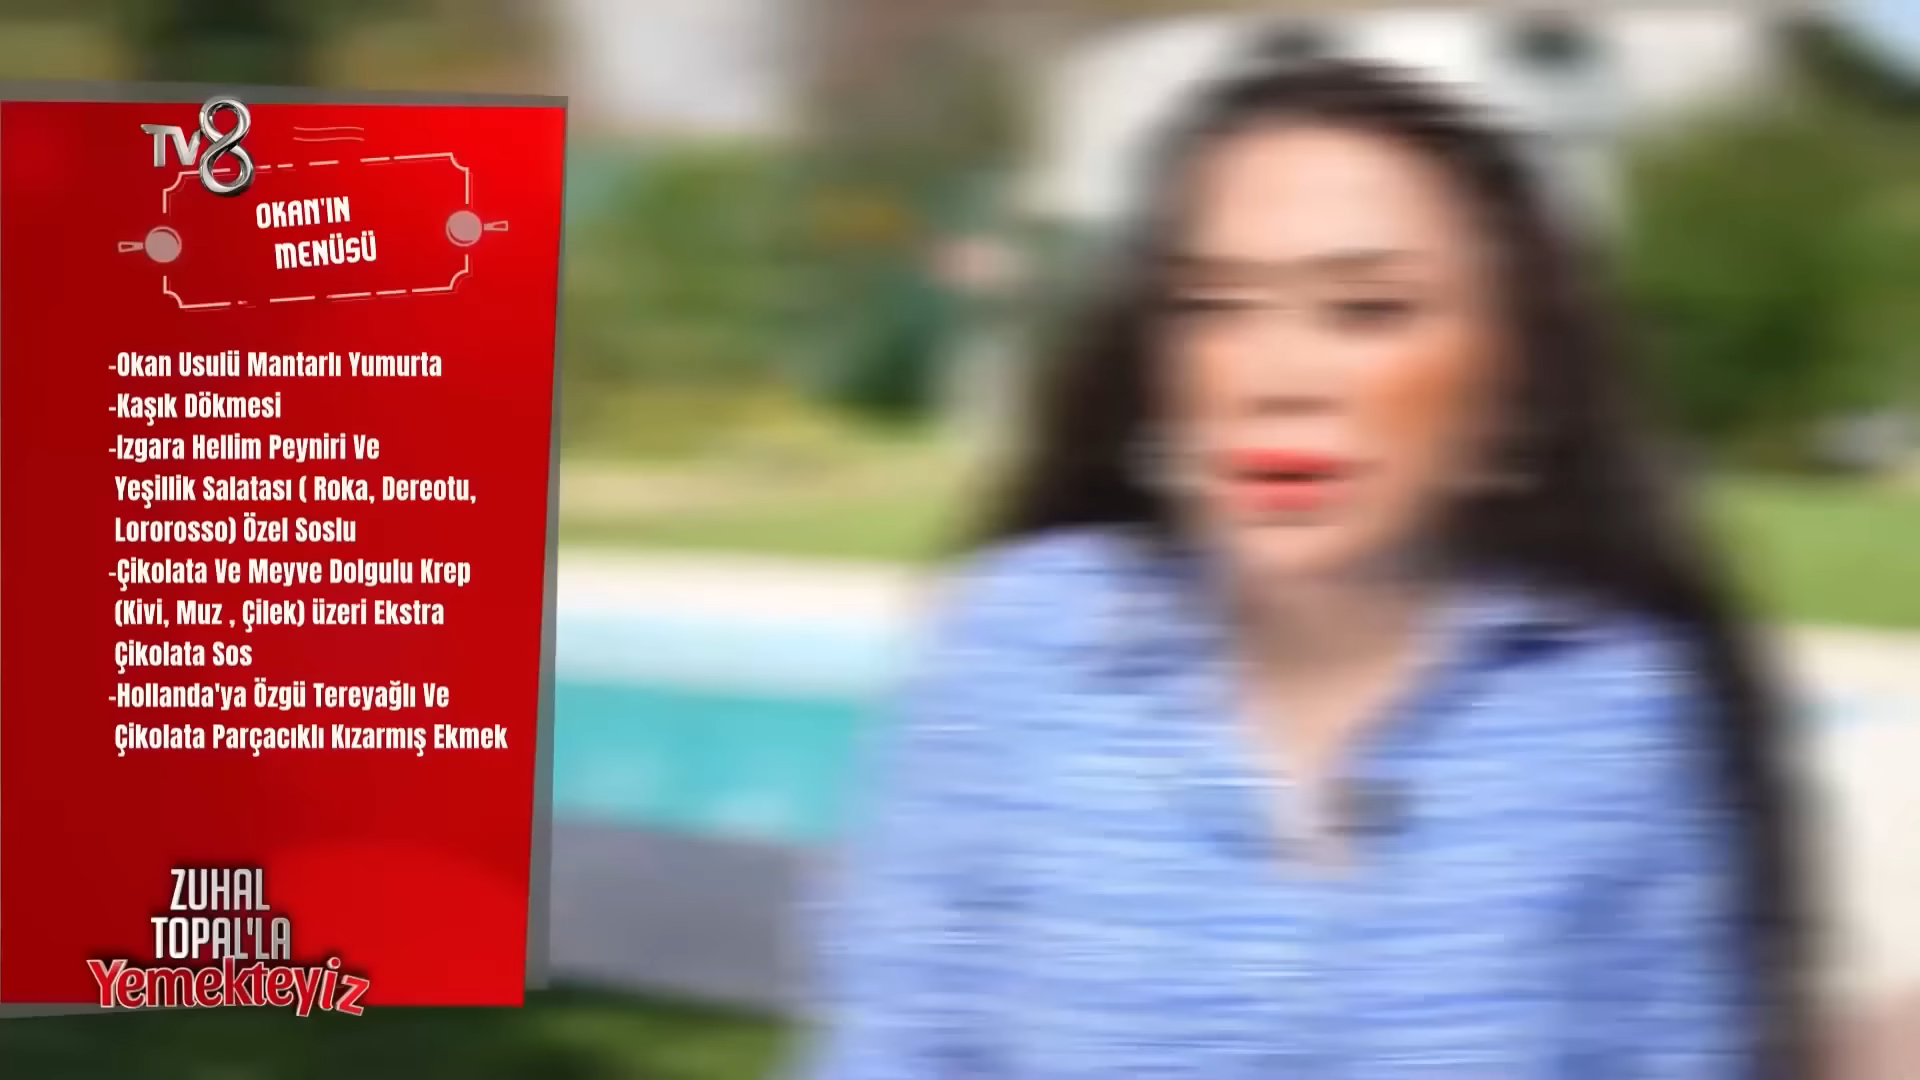 TV8
OKAN'IN
MENÜSÜ
-Okan Usulü Mantarlı Yumurta
-Kaşık Dökmesi
-Izgara Hellim Peyniri Ve
Yeşillik Salatası ( Roka, Dereotu,
Lororosso) Özel Soslu
-Çikolata Ve Meyve Dolgulu Krep
(Kivi, Muz , Çilek) üzeri Ekstra
Çikolata Sos
-Hollanda'ya Özgü Tereyağlı Ve
Çikolata Parçacıklı Kızarmış Ekmek
ZUHAL
TOPAL'LA
Yemekteyiz